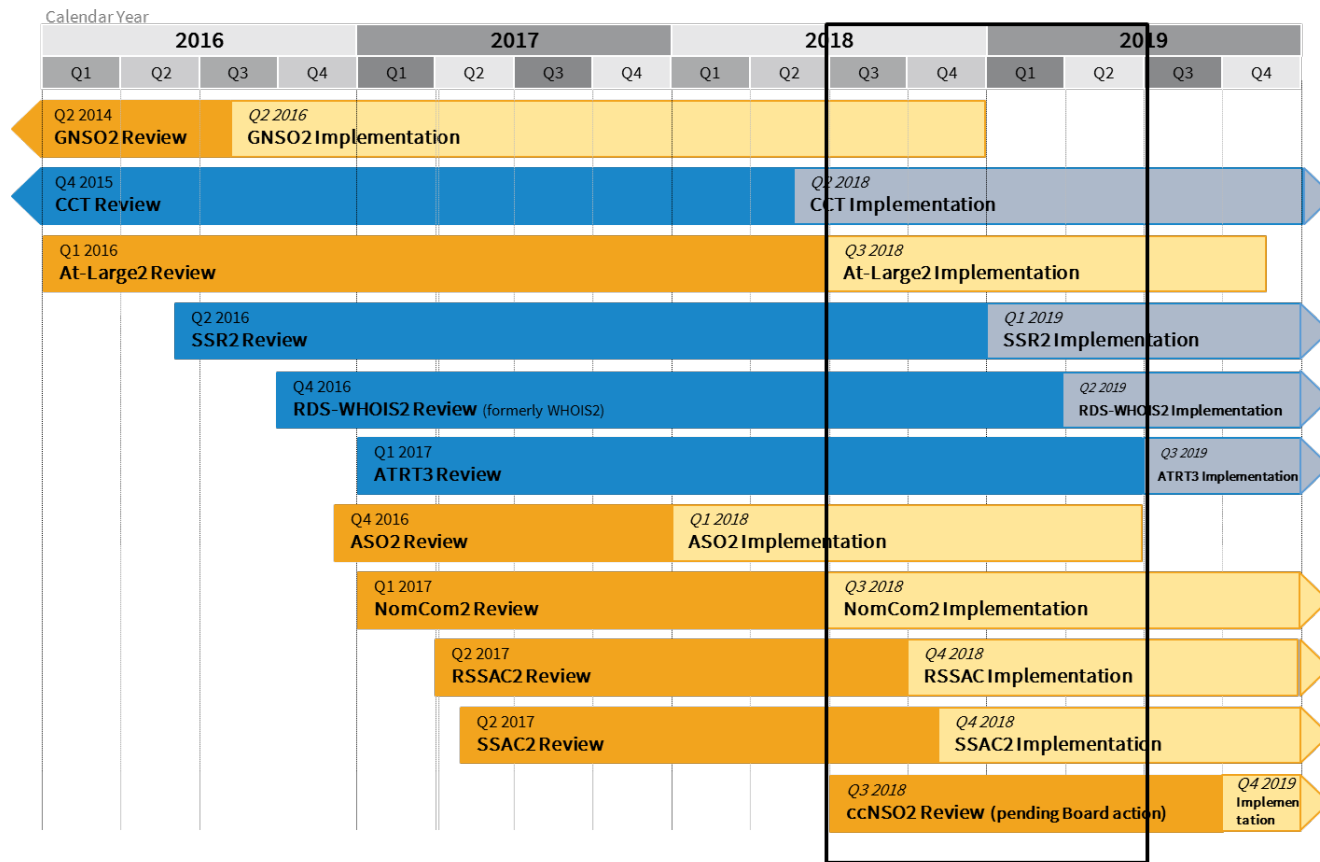 Calendar Year
2016 2017 2018 2019
Q1 Q2 Q3 Q4 Q1 Q2 Q3 Q4 Q1 Q2 Q3 Q4 Q1 Q2 Q3 Q4
Q2 2014 Q2 2016
GNSO2 Review GNSO2 Implementation
Q4 2015 Q2 2018
CCT Review CCT Implementation
Q1 2016 Q3 2018
At-Large2 Review At-Large2 Implementation
Q2 2016 Q1 2019
SSR2 Review SSR2 Implementation
Q4 2016 Q2 2019
RDS-WHOIS2 Review (formerly WHOIS2) RDS-WHOIS2 Implementation
Q1 2017 Q3 2019
ATRT3 Review ATRT3 Implementation
Q4 2016 Q1 2018
ASO2 Review ASO2 Implementation
Q1 2017 Q3 2018
NomCom2 Review NomCom2 Implementation
Q2 2017 Q4 2018
RSSAC2 Review RSSAC Implementation
Q2 2017 Q4 2018
SSAC2 Review SSAC2 Implementation
Q3 2018
ccNSO2 Review (pending Board action)
Q4 2019
Implemen
tation